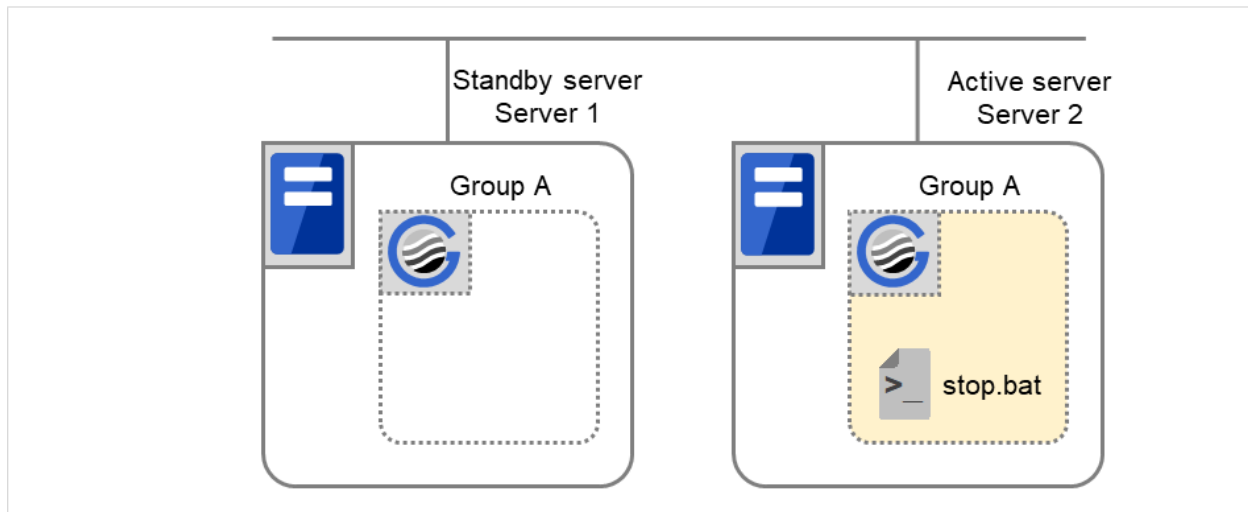 Standby server
Server 1
Active server
Server 2
Group A
Group A
>_ stop.bat